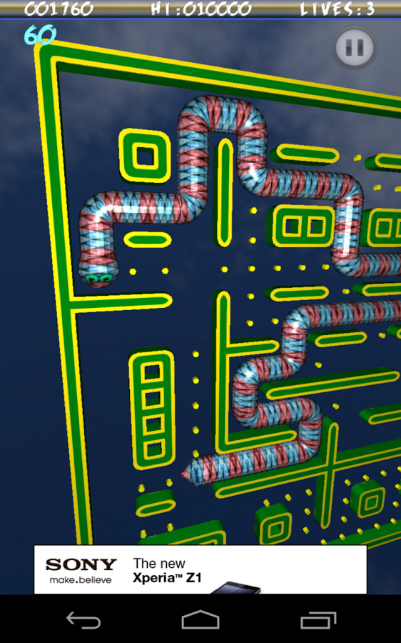 001760 HI:010000 LIVES:3
60
SONY
make.believe
The new
Xperia™ Z1